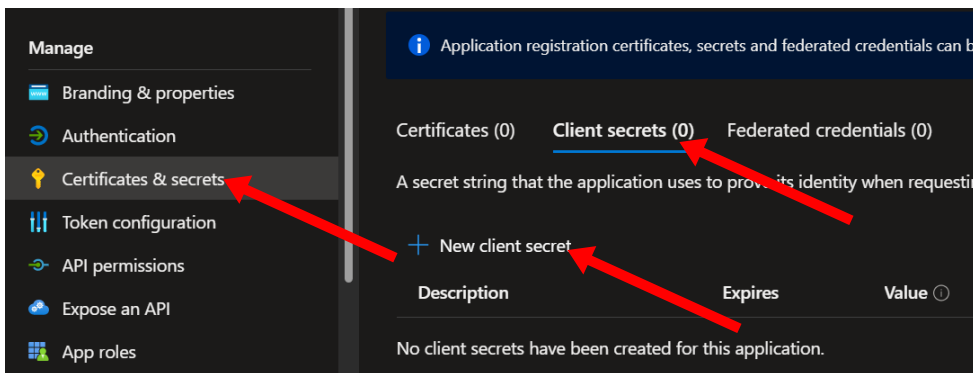 Manage
Branding & properties
Authentication
Certificates & secrets
Token configuration
API permissions
Expose an API
App roles
Application registration certificates, secrets and federated credentials can b
Certificates (0) Client secrets (0) Federated credentials (0)
A secret string that the application uses to prove its identity when requestin
New client secret
Description Expires Value
No client secrets have been created for this application.